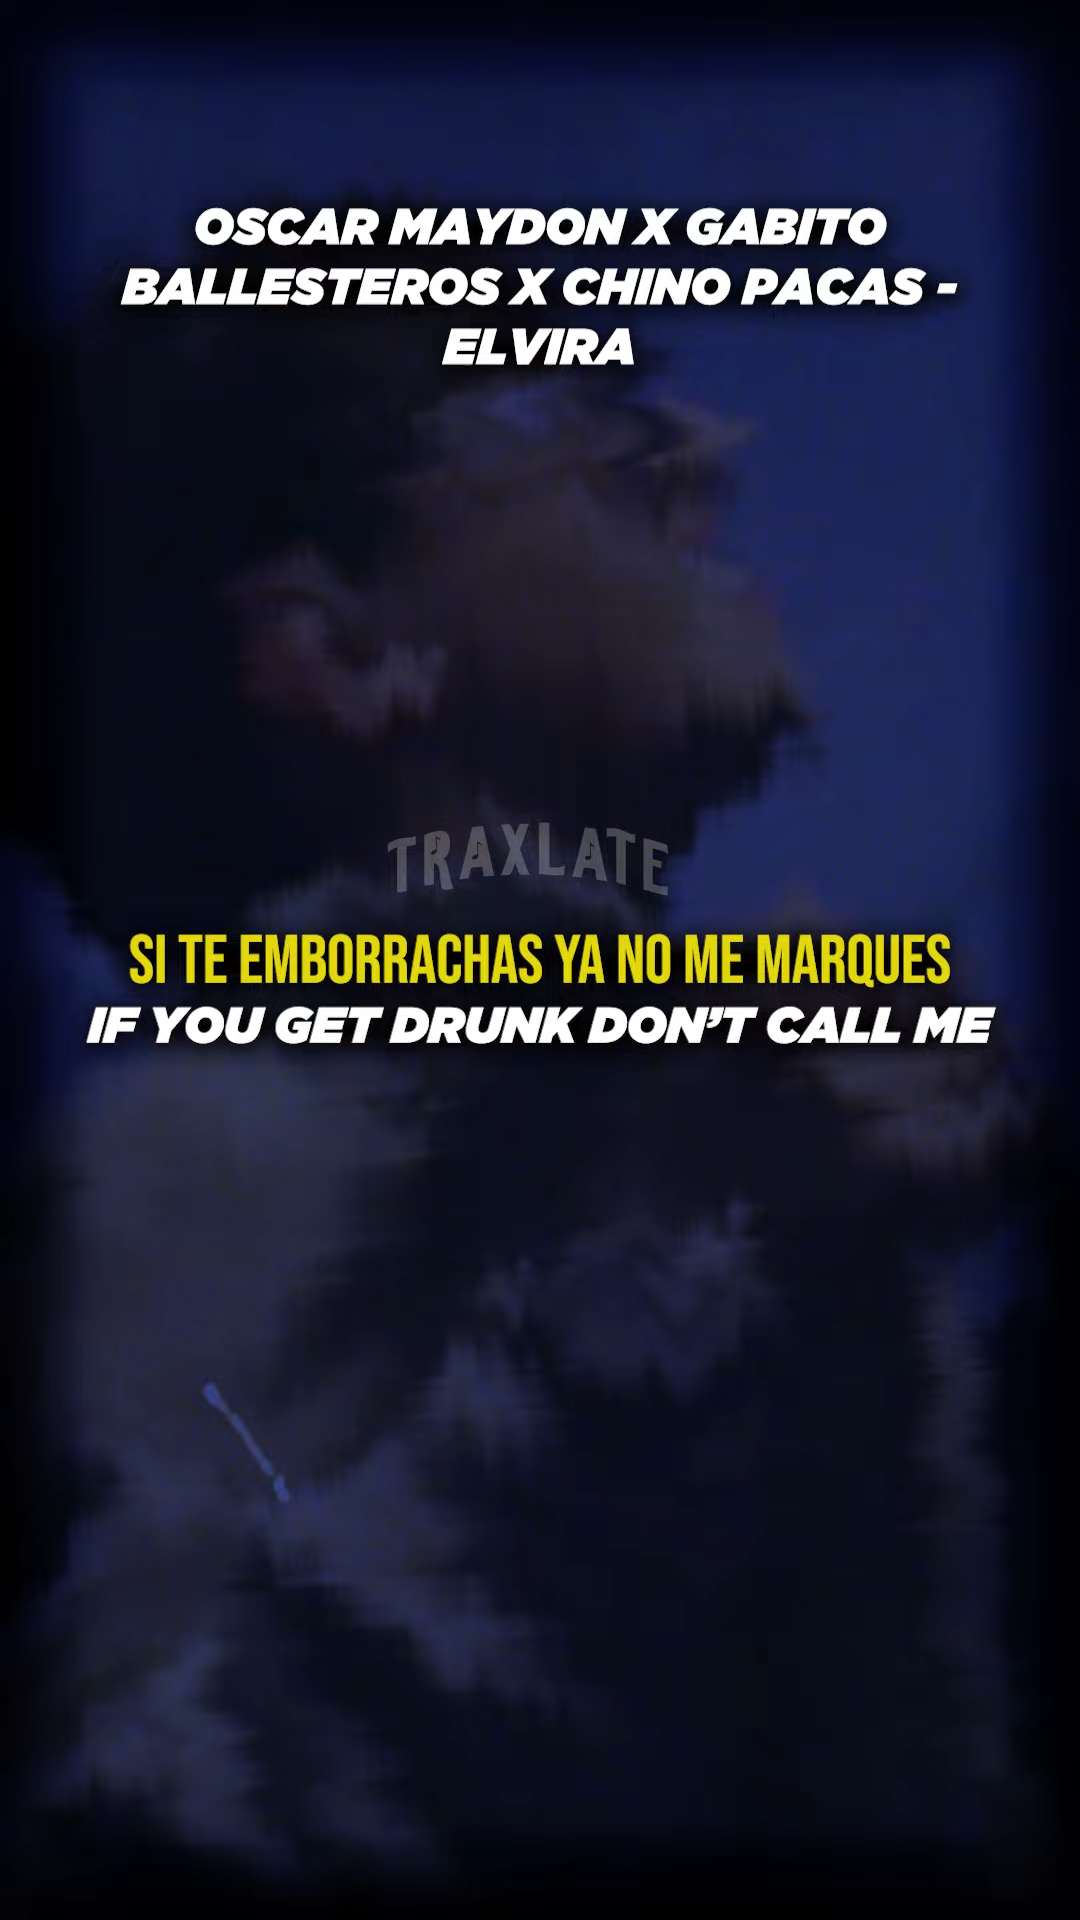 OSCAR MAYDON X GABITO
BALLESTEROS X CHINO PACAS -
ELVIRA
TRAXLATE
SI TE EMBORRACHAS YA NO ME MARQUES
IF YOU GET DRUNK DON’T CALL ME